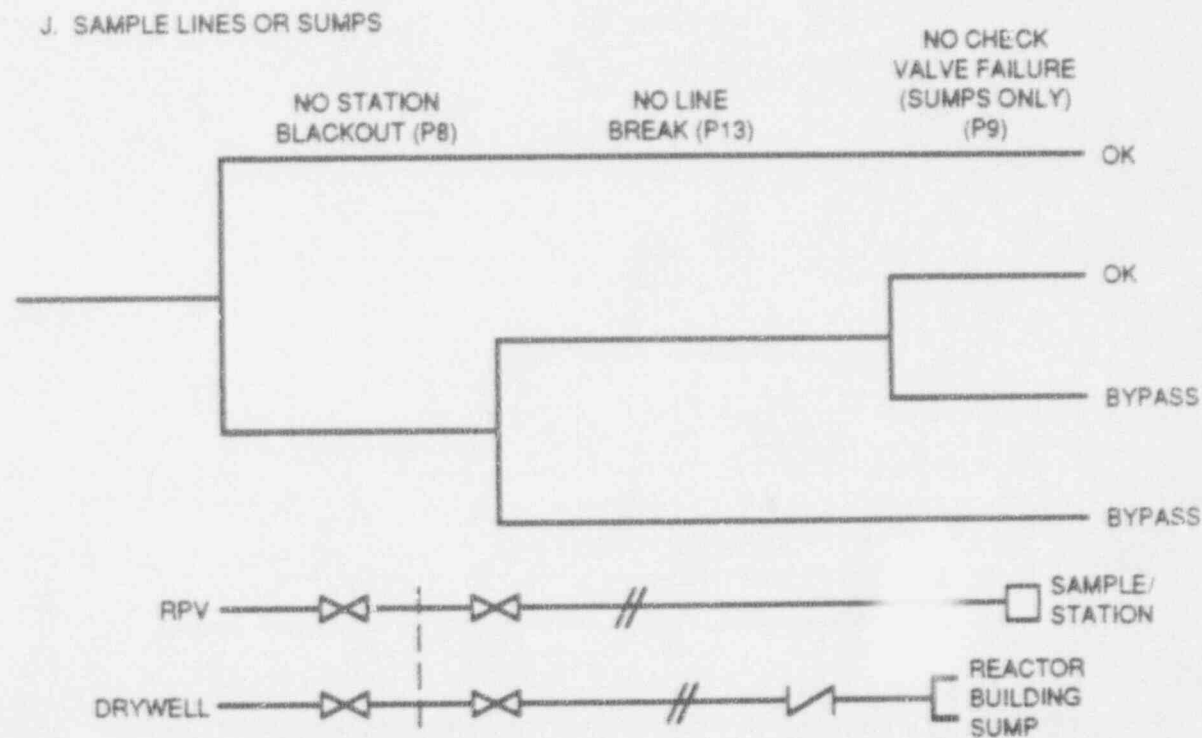 J. SAMPLE LINES OR SUMPS
NO STATION
BLACKOUT (P8)
NO LINE
BREAK (P13)
NO CHECK
VALVE FAILURE
(SUMPS ONLY)
(P9)
OK
OK
BYPASS
BYPASS
RPV
SAMPLE/
STATION
DRYWELL
REACTOR
BUILDING
SUMP